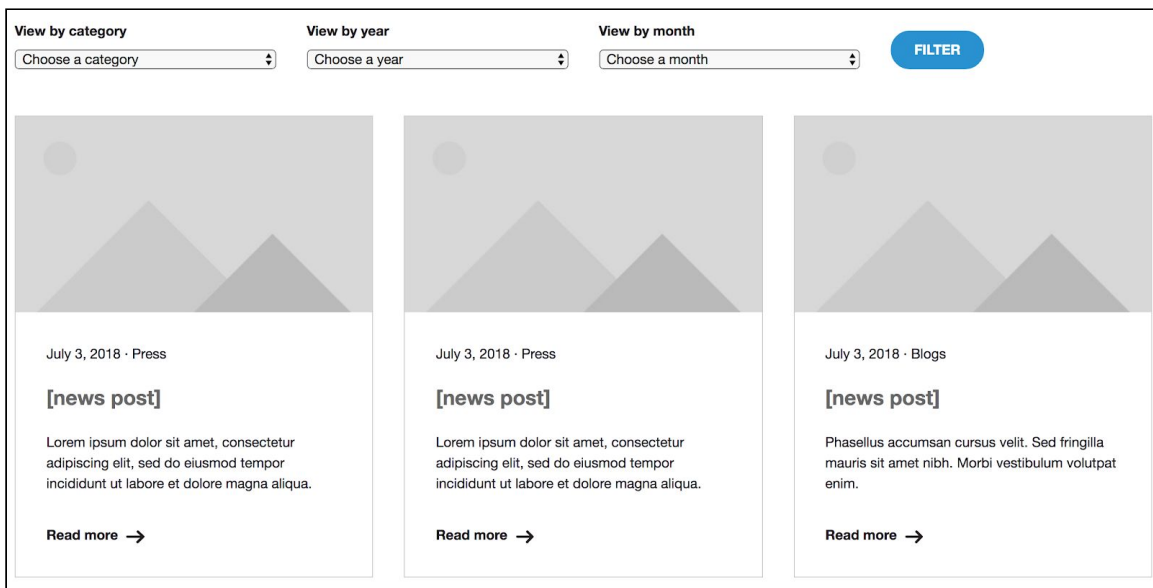 View by category
View by year
View by month
Choose a category
Choose a year
Choose a month
FILTER
July 3, 2018 · Press
[news post]
Lorem ipsum dolor sit amet, consectetur
adipiscing elit, sed do eiusmod tempor
incididunt ut labore et dolore magna aliqua.
Read more
July 3, 2018 · Press
[news post]
Lorem ipsum dolor sit amet, consectetur
adipiscing elit, sed do eiusmod tempor
incididunt ut labore et dolore magna aliqua.
Read more
July 3, 2018 · Blogs
[news post]
Phasellus accumsan cursus velit. Sed fringilla
mauris sit amet nibh. Morbi vestibulum volutpat
enim.
Read more